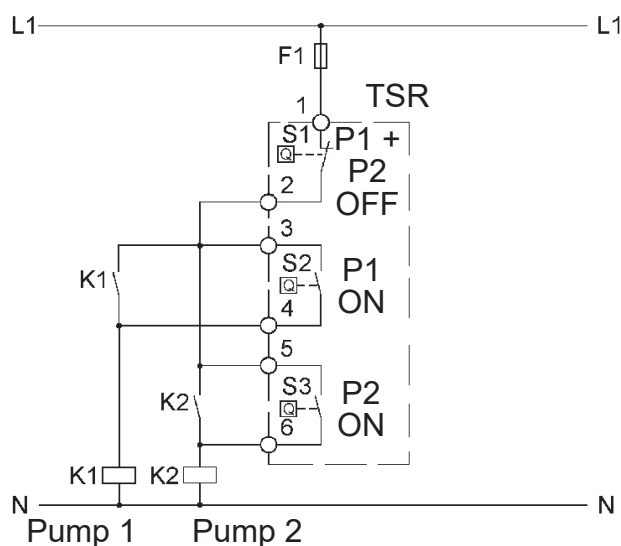 L1 L1
F1
1 TSR
S1 P1 +
Q P2
2 OFF
3
K1 S2 P1
Q ON
4
5
K2 S3 P2
Q ON
6
K1 K2
N N
Pump 1 Pump 2